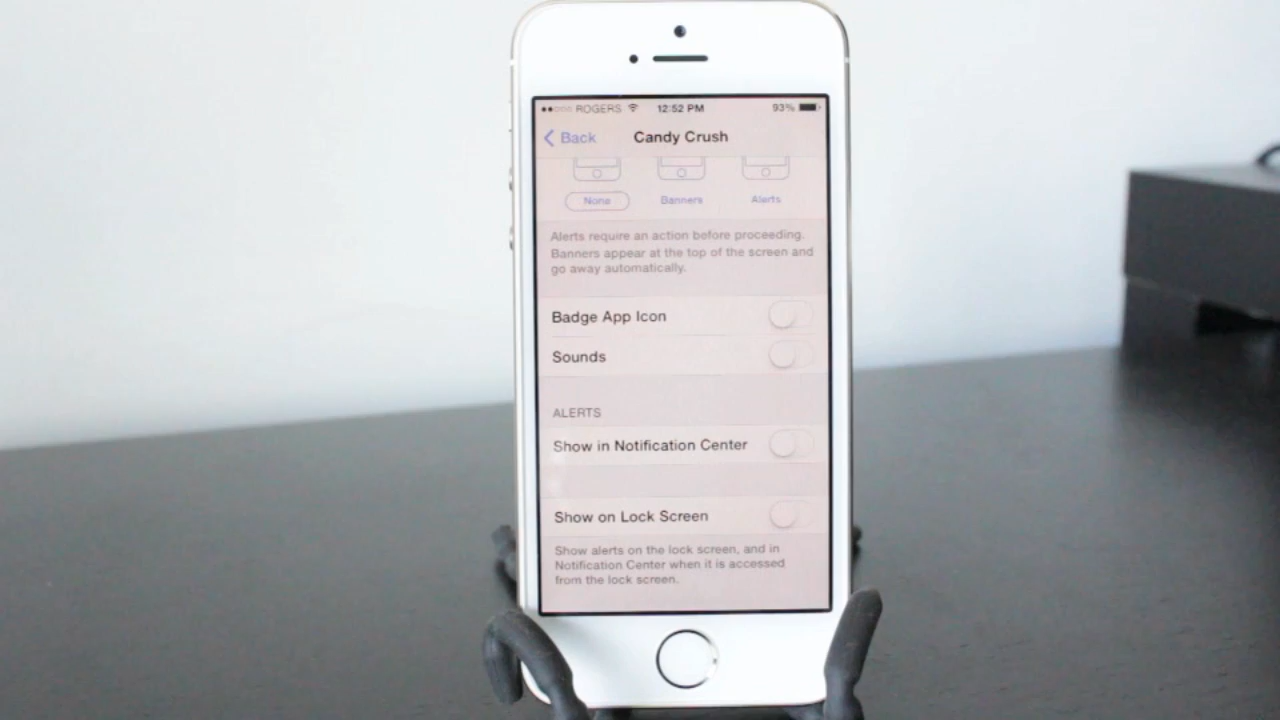 ROGERS 12:52 PM 93%
Back Candy Crush
None Banners Alerts
Alerts require an action before proceeding.
Banners appear at the top of the screen and
go away automatically.
Badge App Icon
Sounds
ALERTS
Show in Notification Center
Show on Lock Screen
Show alerts on the lock screen, and in
Notification Center when it is accessed
from the lock screen.